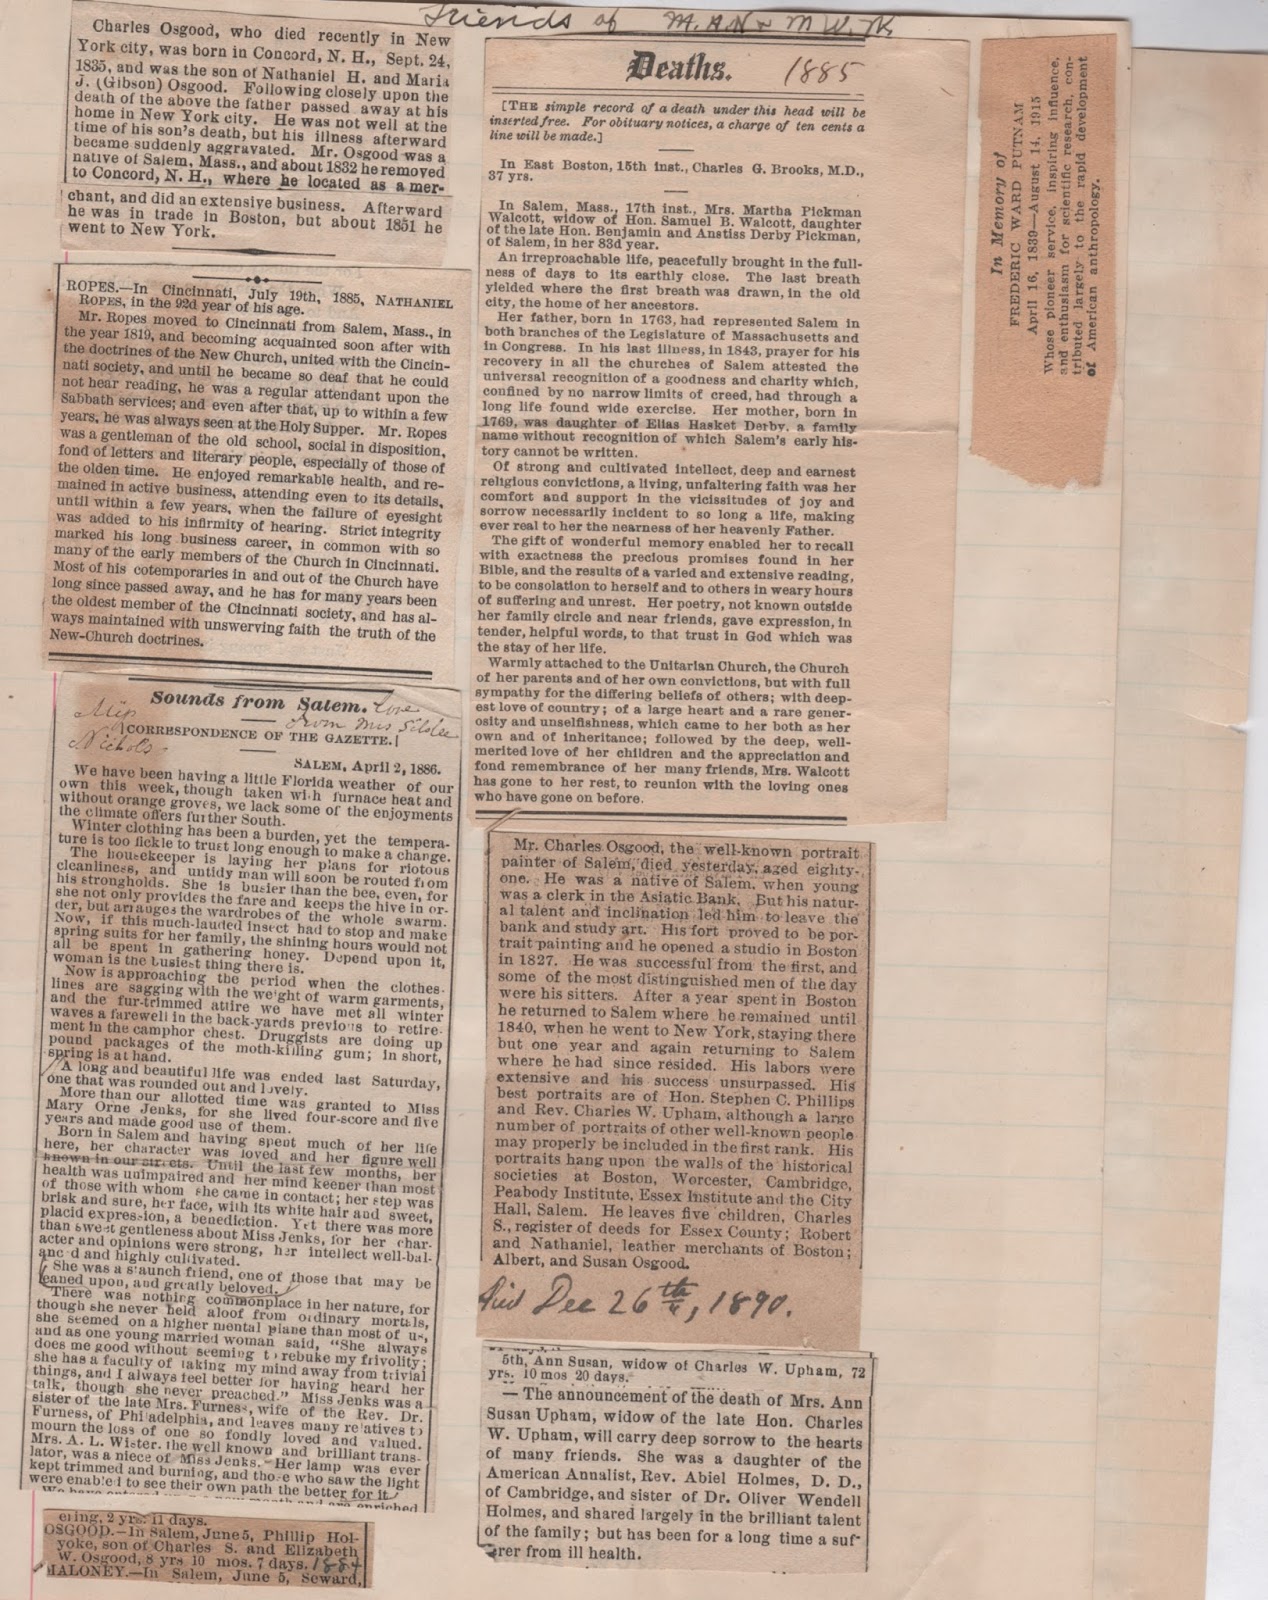 Friends of M.A.N & M.W.N.
Charles Osgood, who died recently in New
York city, was born in Concord, N. H., Sept. 24,
1835, and was the son of Nathaniel H. and Maria
J. (Gibson) Osgood. Following closely upon the
death of the above the father passed away at his
home in New York city. He was not well at the
time of his son's death, but his illness afterward
became suddenly aggravated. Mr. Osgood was a
native of Salem, Mass., and about 1832 he removed
to Concord, N. H., where he located as a mer-
chant, and did an extensive business. Afterward
he was in trade in Boston, but about 1851 he
went to New York.
ROPES.—In Cincinnati, July 19th, 1885, NATHANIEL
ROPES, in the 92d year of his age.
Mr. Ropes moved to Cincinnati from Salem, Mass., in
the year 1819, and becoming acquainted soon after with
the doctrines of the New Church, united with the Cincin-
nati society, and until he became so deaf that he could
not hear reading, he was a regular attendant upon the
Sabbath services; and even after that, up to within a few
years, he was always seen at the Holy Supper. Mr. Ropes
was a gentleman of the old school, social in disposition,
fond of letters and literary people, especially of those of
the olden time. He enjoyed remarkable health, and re-
mained in active business, attending even to its details,
until within a few years, when the failure of eyesight
was added to his infirmity of hearing. Strict integrity
marked his long business career, in common with so
many of the early members of the Church in Cincinnati.
Most of his cotemporaries in and out of the Church have
long since passed away, and he has for many years been
the oldest member of the Cincinnati society, and has al-
ways maintained with unswerving faith the truth of the
New-Church doctrines.
Sounds from Salem.
Miss
Nichols
Love
from Mrs Silsbee
[CORRESPONDENCE OF THE GAZETTE.]
SALEM, April 2, 1886.
We have been having a little Florida weather of our
own this week, though taken with furnace heat and
without orange groves, we lack some of the enjoyments
the climate offers further South.
Winter clothing has been a burden, yet the tempera-
ture is too fickle to trust long enough to make a change.
The housekeeper is laying her plans for riotous
cleanliness, and untidy man will soon be routed from
his strongholds. She is busier than the bee, even, for
she not only provides the fare and keeps the hive in or-
der, but arranges the wardrobes of the whole swarm.
Now, if this much-lauded insect had to stop and make
spring suits for her family, the shining hours would not
all be spent in gathering honey. Depend upon it,
woman is the busiest thing there is.
Now is approaching the period when the clothes-
lines are sagging with the weight of warm garments,
and the fur-trimmed attire we have met all winter
waves a farewell in the back-yards previous to retire-
ment in the camphor chest. Druggists are doing up
pound packages of the moth-killing gum; in short,
spring is at hand.
A long and beautiful life was ended last Saturday,
one that was rounded out and lovely.
More than our allotted time was granted to Miss
Mary Orne Jenks, for she lived four-score and five
years and made good use of them.
Born in Salem and having spent much of her life
here, her character was loved and her figure well
known in our streets. Until the last few months, her
health was unimpaired and her mind keener than most
of those with whom she came in contact; her step was
brisk and sure, her face, with its white hair and sweet,
placid expression, a benediction. Yet there was more
than sweet gentleness about Miss Jenks, for her char-
acter and opinions were strong, her intellect well-bal-
anced and highly cultivated.
She was a staunch friend, one of those that may be
leaned upon, and greatly beloved.
There was nothing commonplace in her nature, for
though she never held aloof from ordinary mortals,
she seemed on a higher mental plane than most of us,
and as one young married woman said, "She always
does me good without seeming to rebuke my frivolity;
she has a faculty of taking my mind away from trivial
things, and I always feel better for having heard her
talk, though she never preached." Miss Jenks was a
sister of the late Mrs. Furness, wife of the Rev. Dr.
Furness, of Philadelphia, and leaves many relatives to
mourn the loss of one so fondly loved and valued.
Mrs. A. L. Wister, the well known and brilliant trans-
lator, was a niece of Miss Jenks. Her lamp was ever
kept trimmed and burning, and those who saw the light
were enabled to see their own path the better for it.
We have entered upon a new month and are enriched
ering, 2 yrs. 11 days.
OSGOOD.—In Salem, June 5, Phillip Hol-
yoke, son of Charles S. and Elizabeth
W. Osgood, 8 yrs 10 mos. 7 days. 1884
MALONEY.—In Salem, June 5, Seward,
Deaths. 1885
[THE simple record of a death under this head will be
inserted free. For obituary notices, a charge of ten cents a
line will be made.]
In East Boston, 15th inst., Charles G. Brooks, M.D.,
37 yrs.
In Salem, Mass., 17th inst., Mrs. Martha Pickman
Walcott, widow of Hon. Samuel B. Walcott, daughter
of the late Hon. Benjamin and Anstiss Derby Pickman,
of Salem, in her 83d year.
An irreproachable life, peacefully brought in the full-
ness of days to its earthly close. The last breath
yielded where the first breath was drawn, in the old
city, the home of her ancestors.
Her father, born in 1763, had represented Salem in
both branches of the Legislature of Massachusetts and
in Congress. In his last illness, in 1843, prayer for his
recovery in all the churches of Salem attested the
universal recognition of a goodness and charity which,
confined by no narrow limits of creed, had through a
long life found wide exercise. Her mother, born in
1769, was daughter of Elias Hasket Derby, a family
name without recognition of which Salem's early his-
tory cannot be written.
Of strong and cultivated intellect, deep and earnest
religious convictions, a living, unfaltering faith was her
comfort and support in the vicissitudes of joy and
sorrow necessarily incident to so long a life, making
ever real to her the nearness of her heavenly Father.
The gift of wonderful memory enabled her to recall
with exactness the precious promises found in her
Bible, and the results of a varied and extensive reading,
to be consolation to herself and to others in weary hours
of suffering and unrest. Her poetry, not known outside
her family circle and near friends, gave expression, in
tender, helpful words, to that trust in God which was
the stay of her life.
Warmly attached to the Unitarian Church, the Church
of her parents and of her own convictions, but with full
sympathy for the differing beliefs of others; with deep-
est love of country; of a large heart and a rare gener-
osity and unselfishness, which came to her both as her
own and of inheritance; followed by the deep, well-
merited love of her children and the appreciation and
fond remembrance of her many friends, Mrs. Walcott
has gone to her rest, to reunion with the loving ones
who have gone on before.
Mr. Charles Osgood, the well-known portrait
painter of Salem, died yesterday, aged eighty-
one. He was a native of Salem, when young
was a clerk in the Asiatic Bank. But his natur-
al talent and inclination led him to leave the
bank and study art. His fort proved to be por-
trait painting and he opened a studio in Boston
in 1827. He was successful from the first, and
some of the most distinguished men of the day
were his sitters. After a year spent in Boston
he returned to Salem where he remained until
1840, when he went to New York, staying there
but one year and again returning to Salem
where he had since resided. His labors were
extensive and his success unsurpassed. His
best portraits are of Hon. Stephen C. Phillips
and Rev. Charles W. Upham, although a large
number of portraits of other well-known people
may properly be included in the first rank. His
portraits hang upon the walls of the historical
societies at Boston, Worcester, Cambridge,
Peabody Institute, Essex Institute and the City
Hall, Salem. He leaves five children, Charles
S., register of deeds for Essex County; Robert
and Nathaniel, leather merchants of Boston;
Albert, and Susan Osgood.
Died Dec 26th, 1890.
5th, Ann Susan, widow of Charles W. Upham, 72
yrs. 10 mos 20 days.
— The announcement of the death of Mrs. Ann
Susan Upham, widow of the late Hon. Charles
W. Upham, will carry deep sorrow to the hearts
of many friends. She was a daughter of the
American Annalist, Rev. Abiel Holmes, D. D.,
of Cambridge, and sister of Dr. Oliver Wendell
Holmes, and shared largely in the brilliant talent
of the family; but has been for a long time a suf-
erer from ill health.
In Memory of
FREDERIC WARD PUTNAM
April 16, 1839—August 14, 1915
Whose pioneer service, inspiring influence,
and enthusiasm for scientific research, con-
tributed largely to the rapid development
of American anthropology.